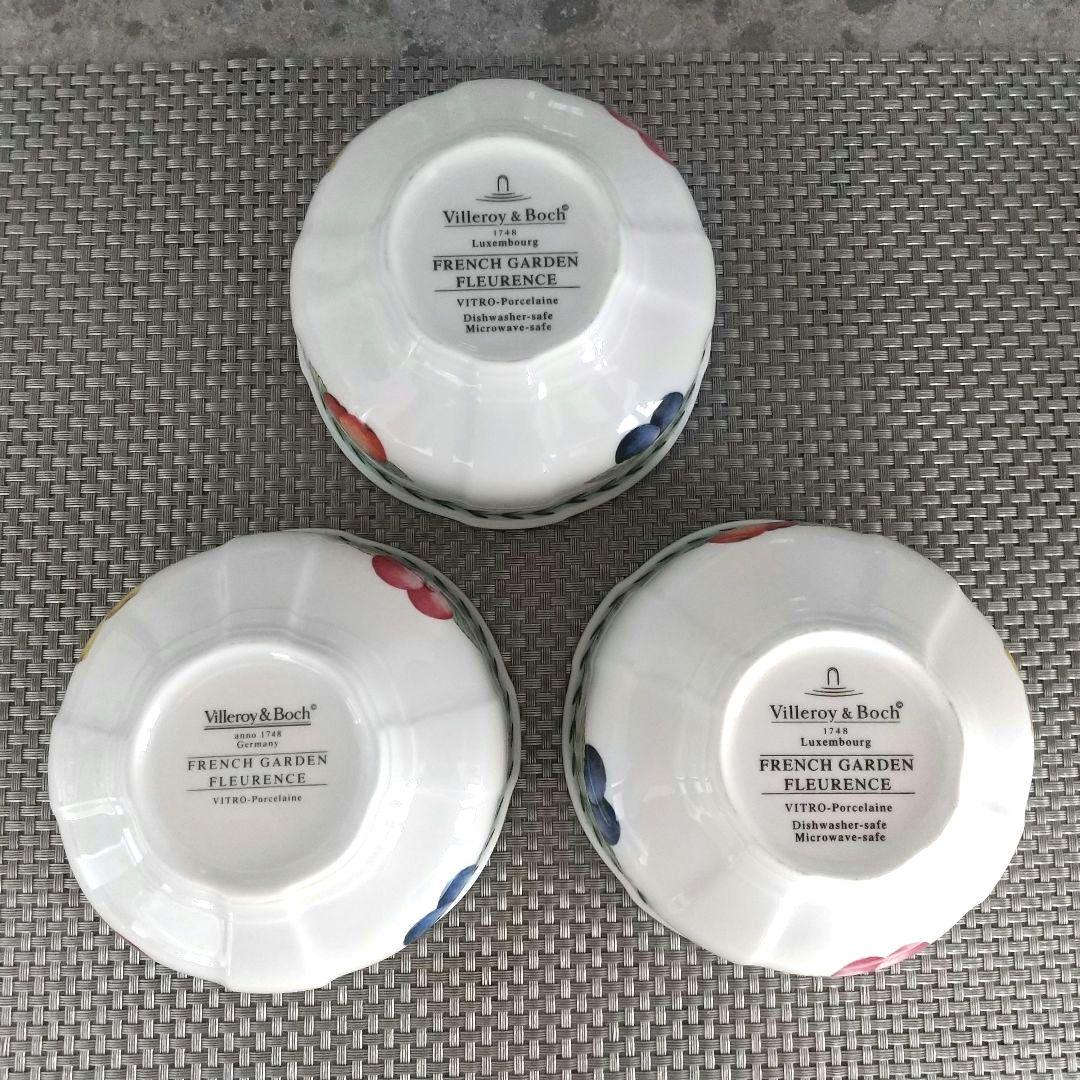 Villeroy & Boch©
1748
Luxembourg
FRENCH GARDEN
FLEURENCE
VITRO-Porcelaine
Dishwasher-safe
Microwave-safe
Villeroy & Boch©
anno 1748
Germany
FRENCH GARDEN
FLEURENCE
VITRO-Porcelaine
Villeroy & Boch©
1748
Luxembourg
FRENCH GARDEN
FLEURENCE
VITRO-Porcelaine
Dishwasher-safe
Microwave-safe